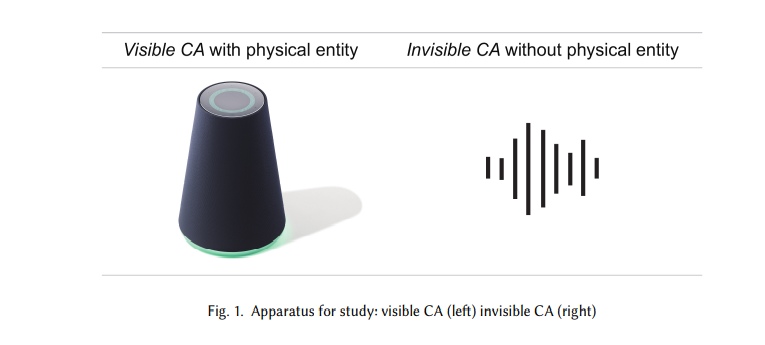 Visible CA with physical entity
Invisible CA without physical entity
Fig. 1. Apparatus for study: visible CA (left) invisible CA (right)